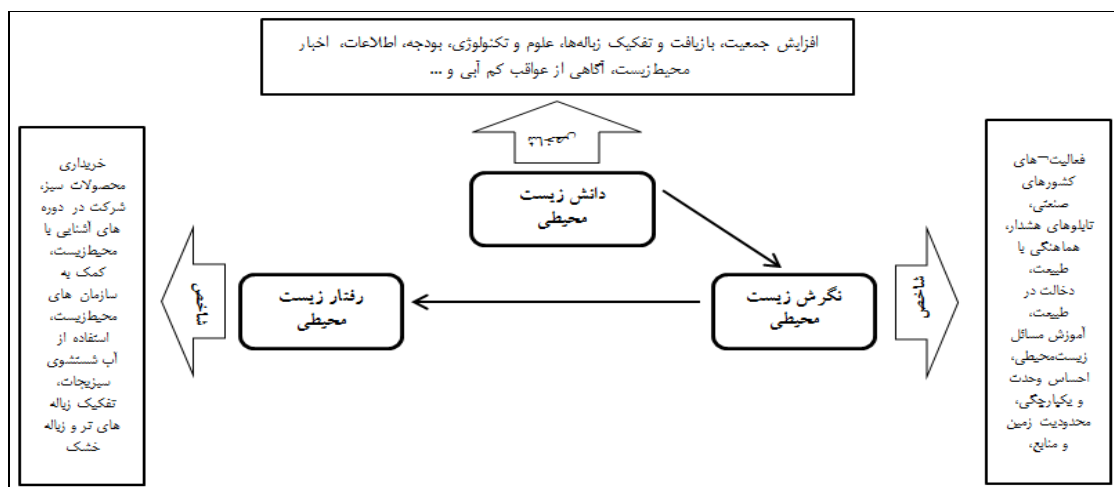 افزایش جمعیت، بازیافت و تفکیک زباله‌ها، علوم و تکنولوژی، بودجه، اطلاعات، اخبار
محیط‌زیست، آگاهی از عواقب کم آبی و ...
شاخص
دانش زیست
محیطی
فعالیت¬های
کشورهای
صنعتی،
تابلوهای هشدار،
هماهنگی با
طبیعت،
دخالت در
طبیعت،
آموزش مسائل
زیست‌محیطی،
احساس وحدت
و یکپارچگی،
محدودیت زمین
و منابع،
شاخص
نگرش زیست
محیطی
رفتار زیست
محیطی
شاخص
خریداری
محصولات سبز،
شرکت در دوره
های آشنایی با
محیط‌زیست،
کمک به
سازمان های
محیط‌زیست،
استفاده از
آب شستشوی
سبزیجات،
تفکیک زباله
های تر و زباله
خشک